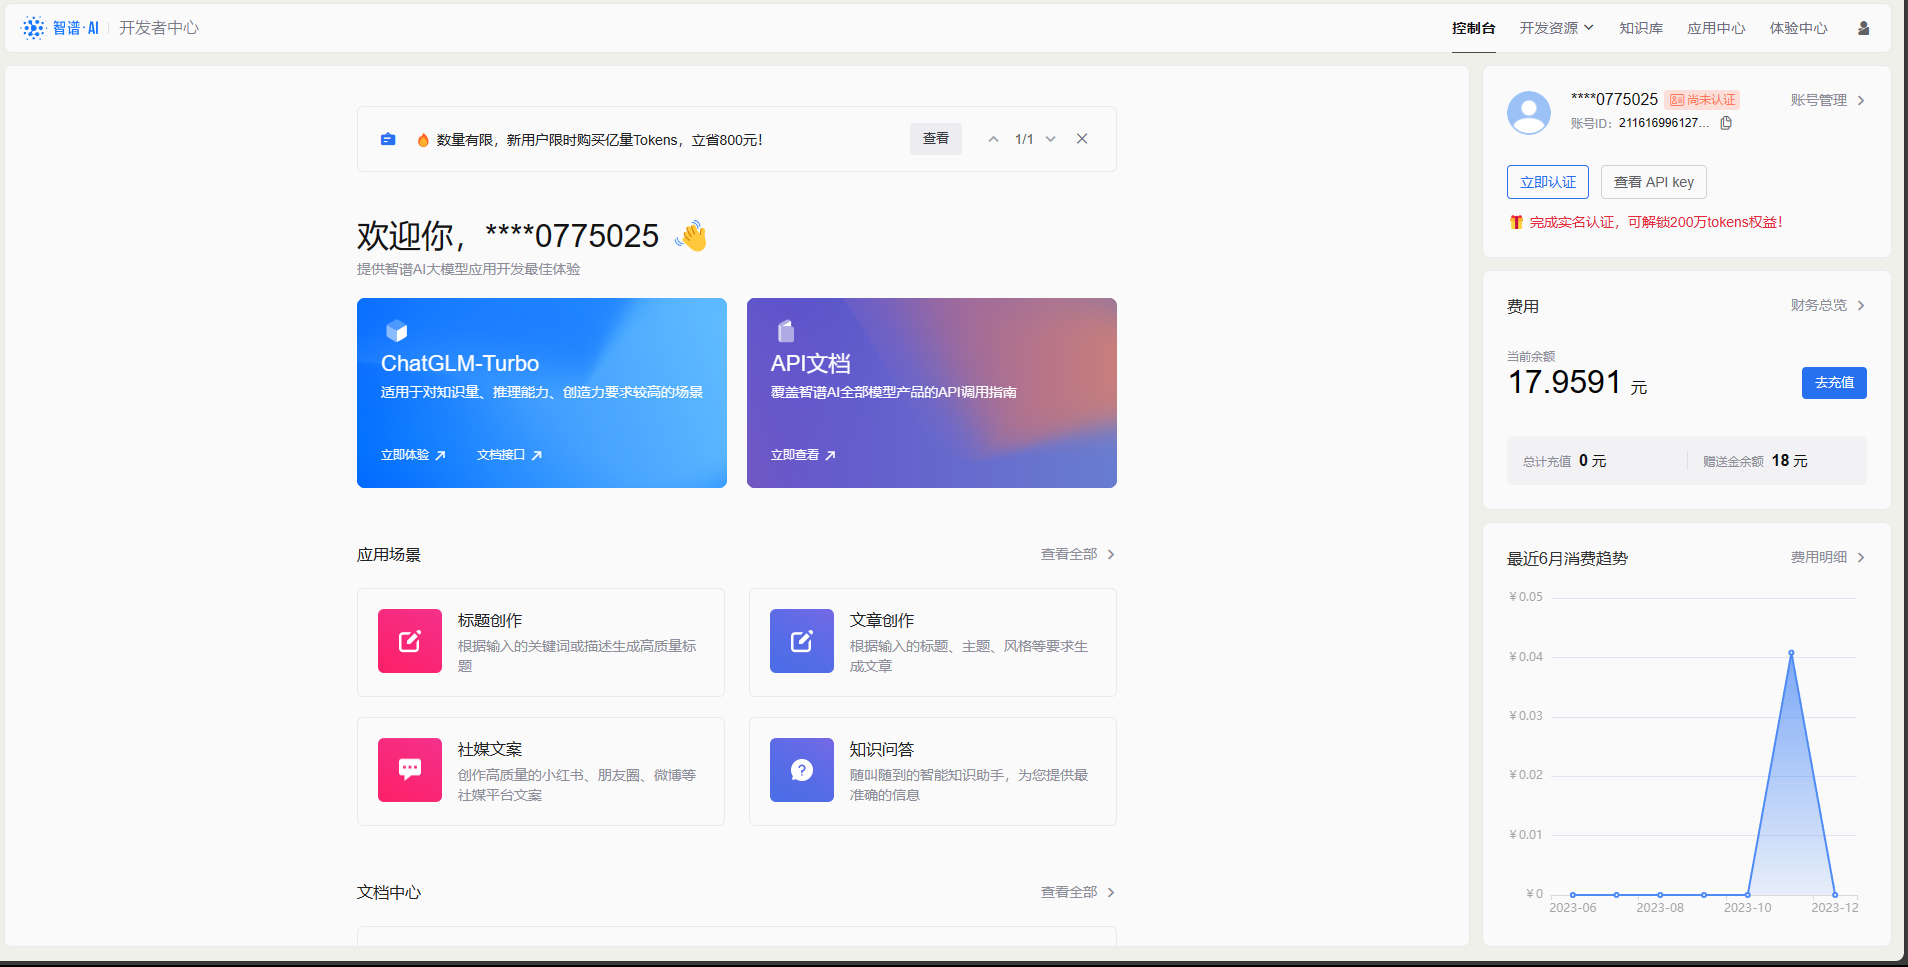 智谱·AI 开发者中心
控制台 开发资源 知识库 应用中心 体验中心
数量有限，新用户限时购买亿量Tokens，立省800元！ 查看 1/1
欢迎你，****0775025
提供智谱AI大模型应用开发最佳体验
ChatGLM-Turbo
适用于对知识量、推理能力、创造力要求较高的场景
立即体验 文档接口
API文档
覆盖智谱AI全部模型产品的API调用指南
立即查看
应用场景 查看全部
标题创作
根据输入的关键词或描述生成高质量标
题
文章创作
根据输入的标题、主题、风格等要求生
成文章
社媒文案
创作高质量的小红书、朋友圈、微博等
社媒平台文案
知识问答
随叫随到的智能知识助手，为您提供最
准确的信息
文档中心 查看全部
****0775025 尚未认证 账号管理
账号ID： 211616996127...
立即认证 查看 API key
完成实名认证，可解锁200万tokens权益！
费用 财务总览
当前余额
17.9591 元 去充值
总计充值 0 元 赠送金余额 18 元
最近6月消费趋势 费用明细
¥0.05
¥0.04
¥0.03
¥0.02
¥0.01
¥0
2023-06 2023-08 2023-10 2023-12